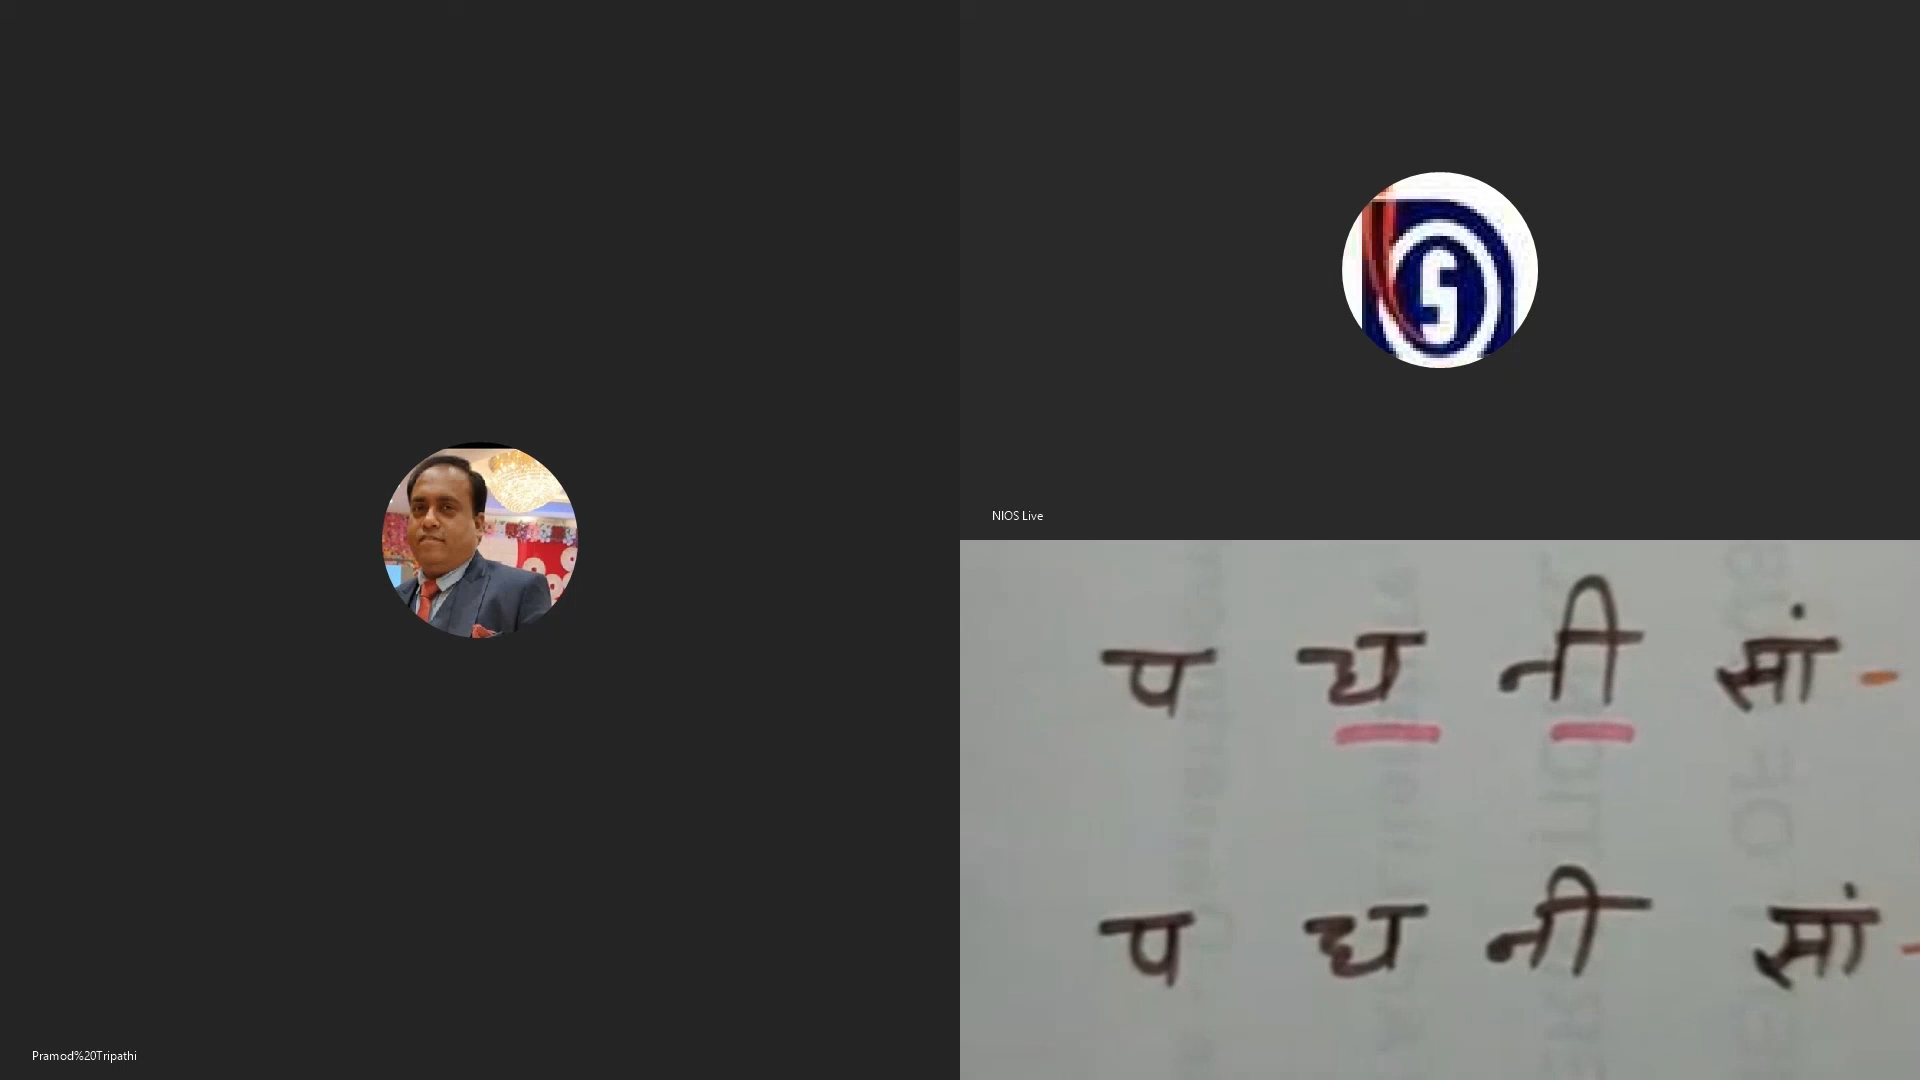 NIOS Live
प ध नी सां -
प ध नी सां -
Pramod%20Tripathi